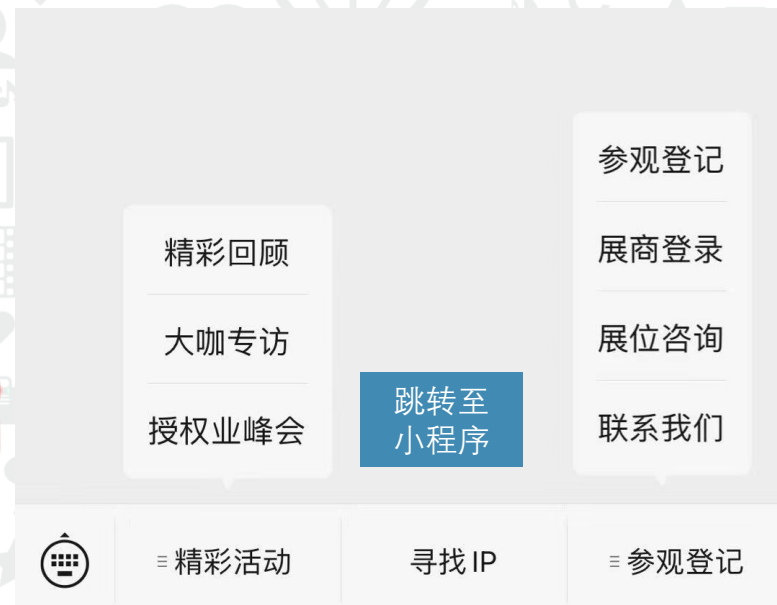 参观登记
精彩回顾
展商登录
大咖专访
展位咨询
跳转至
小程序
授权业峰会
联系我们
精彩活动
寻找 IP
参观登记